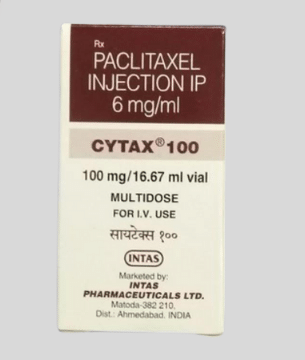 Rx
PACLITAXEL
INJECTION IP
6 mg/ml
CYTAX® 100
100 mg/16.67 ml vial
MULTIDOSE
FOR I.V. USE
सायटेक्स १००
INTAS
Marketed by:
INTAS
PHARMACEUTICALS LTD.
Matoda-382 210,
Dist.: Ahmedabad. INDIA